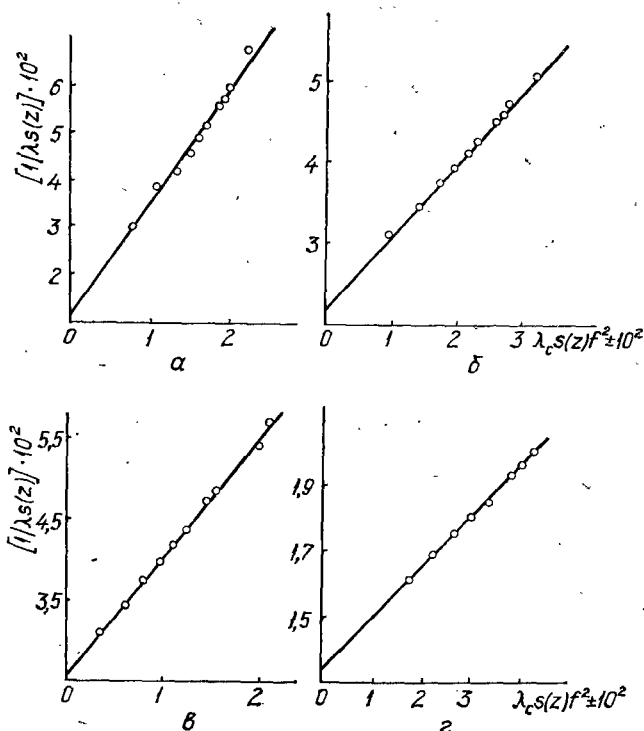 [1/λs(z)]·10²
6
5
4
3
2
0 1 2
а
5
4
3
0 1 2 3 λ_c s(z)f²±10²
б
[1/λs(z)]·10²
5,5
4,5
3,5
0 1 2
в
1,9
1,7
1,5
0 1 2 3 4 λ_c s(z)f²±10²
г